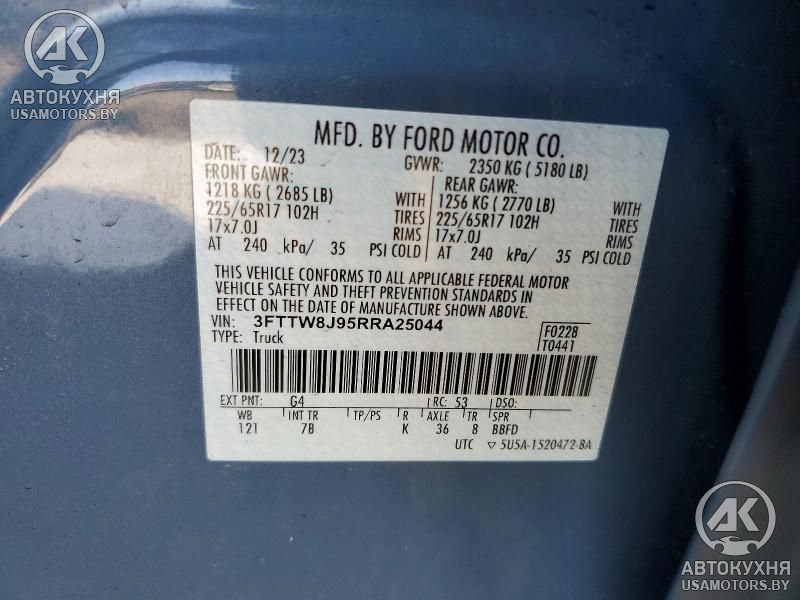 АК
АВТОКУХНЯ
USAMOTORS.BY
MFD. BY FORD MOTOR CO.
DATE: 12/23 GVWR: 2350 KG ( 5180 LB)
FRONT GAWR: REAR GAWR:
1218 KG ( 2685 LB) WITH 1256 KG ( 2770 LB) WITH
225/65R17 102H TIRES 225/65R17 102H TIRES
17x7.0J RIMS 17x7.0J RIMS
AT 240 kPa/ 35 PSI COLD AT 240 kPa/ 35 PSI COLD
THIS VEHICLE CONFORMS TO ALL APPLICABLE FEDERAL MOTOR
VEHICLE SAFETY AND THEFT PREVENTION STANDARDS IN
EFFECT ON THE DATE OF MANUFACTURE SHOWN ABOVE.
VIN: 3FTTW8J95RRA25044 F0228
TYPE: Truck T0441
EXT PNT: G4 RC: 53 DSO:
WB INT TR TP/PS R AXLE TR SPR
121 7B K 36 8 BBFD
UTC ▽ 5U5A-1520472-BA
АК
АВТОКУХНЯ
USAMOTORS.BY